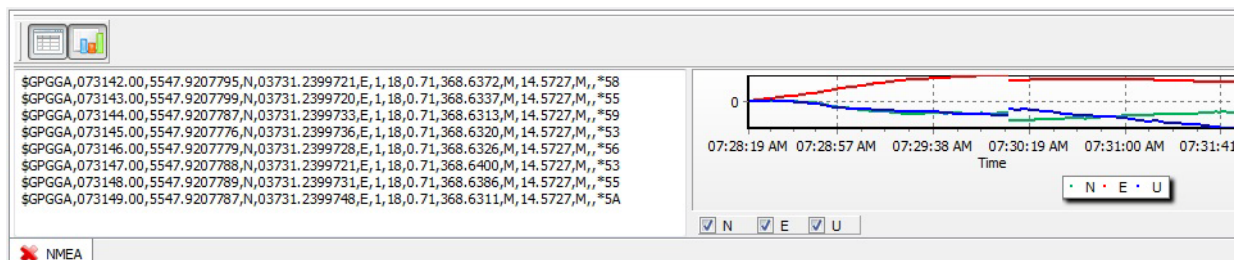 $GPGGA,073142.00,5547.9207795,N,03731.2399721,E,1,18,0.71,368.6372,M,14.5727,M,,*58
$GPGGA,073143.00,5547.9207799,N,03731.2399720,E,1,18,0.71,368.6337,M,14.5727,M,,*55
$GPGGA,073144.00,5547.9207787,N,03731.2399733,E,1,18,0.71,368.6313,M,14.5727,M,,*59
$GPGGA,073145.00,5547.9207776,N,03731.2399736,E,1,18,0.71,368.6320,M,14.5727,M,,*53
$GPGGA,073146.00,5547.9207779,N,03731.2399728,E,1,18,0.71,368.6326,M,14.5727,M,,*56
$GPGGA,073147.00,5547.9207788,N,03731.2399721,E,1,18,0.71,368.6400,M,14.5727,M,,*53
$GPGGA,073148.00,5547.9207789,N,03731.2399731,E,1,18,0.71,368.6386,M,14.5727,M,,*55
$GPGGA,073149.00,5547.9207787,N,03731.2399748,E,1,18,0.71,368.6311,M,14.5727,M,,*5A
0
07:28:19 AM 07:28:57 AM 07:29:38 AM 07:30:19 AM 07:31:00 AM 07:31:41
Time
N E U
N E U
NMEA